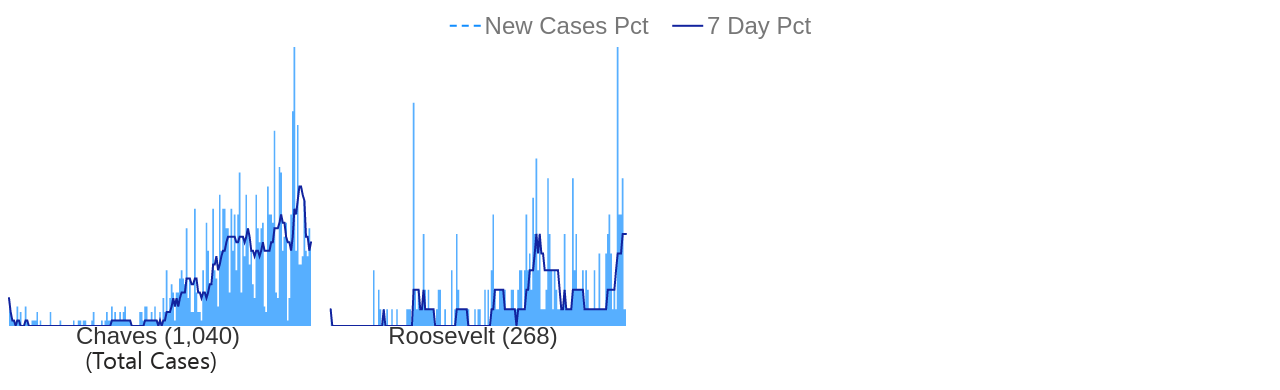 New Cases Pct 7 Day Pct
Chaves (1,040) Roosevelt (268)
(Total Cases)